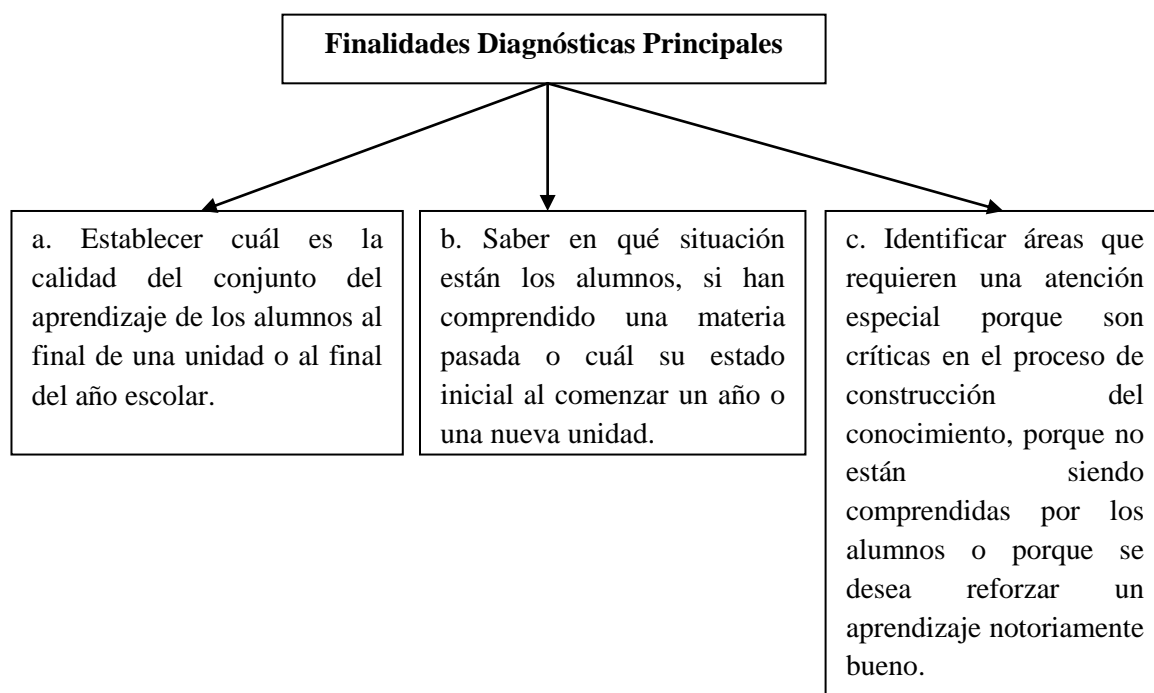 Finalidades Diagnósticas Principales
a. Establecer cuál es la
calidad del conjunto del
aprendizaje de los alumnos al
final de una unidad o al final
del año escolar.
b. Saber en qué situación
están los alumnos, si han
comprendido una materia
pasada o cuál su estado
inicial al comenzar un año o
una nueva unidad.
c. Identificar áreas que
requieren una atención
especial porque son
críticas en el proceso de
construcción del
conocimiento, porque no
están siendo
comprendidas por los
alumnos o porque se
desea reforzar un
aprendizaje notoriamente
bueno.